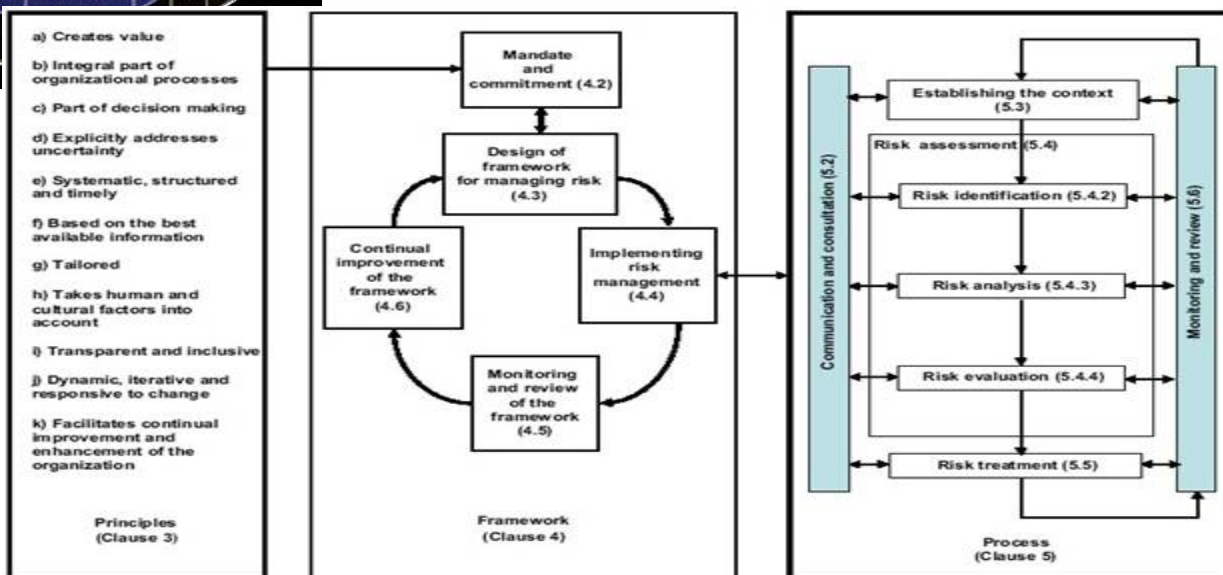 a) Creates value
b) Integral part of
organizational processes
c) Part of decision making
d) Explicitly addresses
uncertainty
e) Systematic, structured
and timely
f) Based on the best
available information
g) Tailored
h) Takes human and
cultural factors into
account
i) Transparent and inclusive
j) Dynamic, iterative and
responsive to change
k) Facilitates continual
improvement and
enhancement of the
organization
Principles
(Clause 3)
Mandate
and
commitment (4.2)
Design of
framework
for managing risk
(4.3)
Continual
improvement
of the
framework
(4.6)
Implementing
risk
management
(4.4)
Monitoring
and review
of the
framework
(4.5)
Framework
(Clause 4)
Communication and consultation (5.2)
Establishing the context
(5.3)
Risk assessment (5.4)
Risk identification (5.4.2)
Risk analysis (5.4.3)
Risk evaluation (5.4.4)
Risk treatment (5.5)
Monitoring and review (5.6)
Process
(Clause 5)